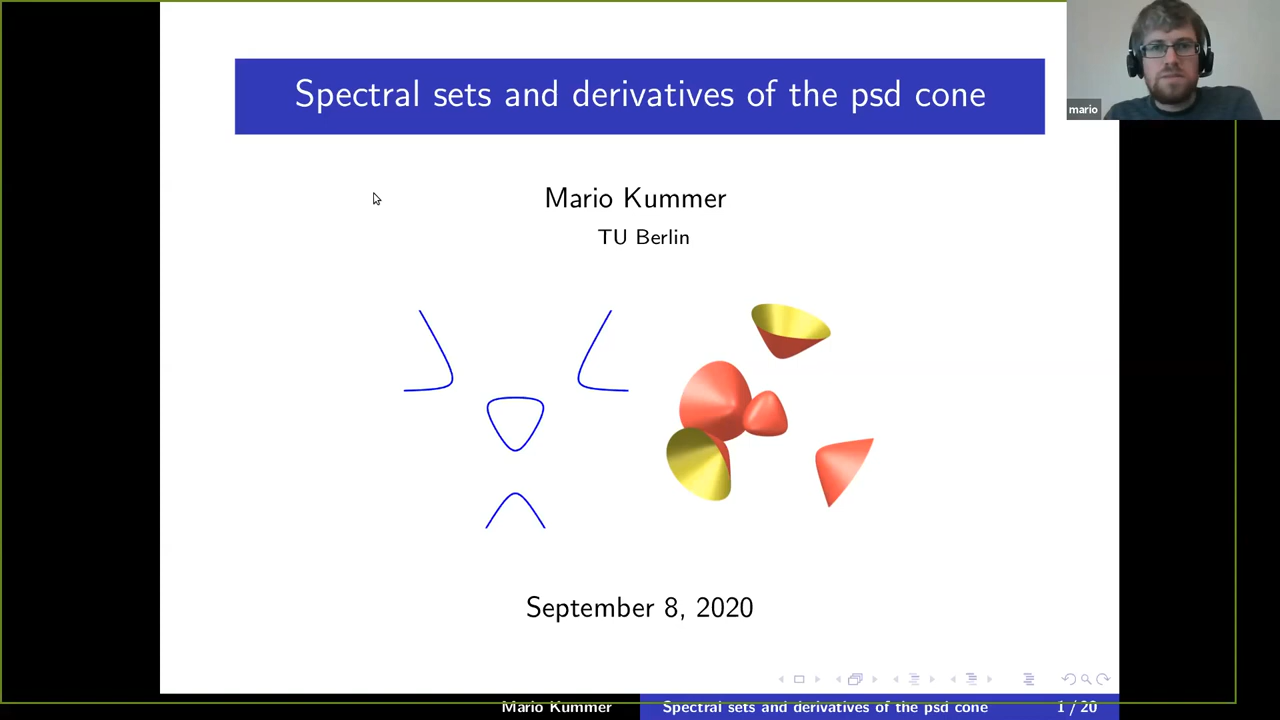 Spectral sets and derivatives of the psd cone
mario
Mario Kummer
TU Berlin
September 8, 2020
Mario Kummer
Spectral sets and derivatives of the psd cone
1 / 20